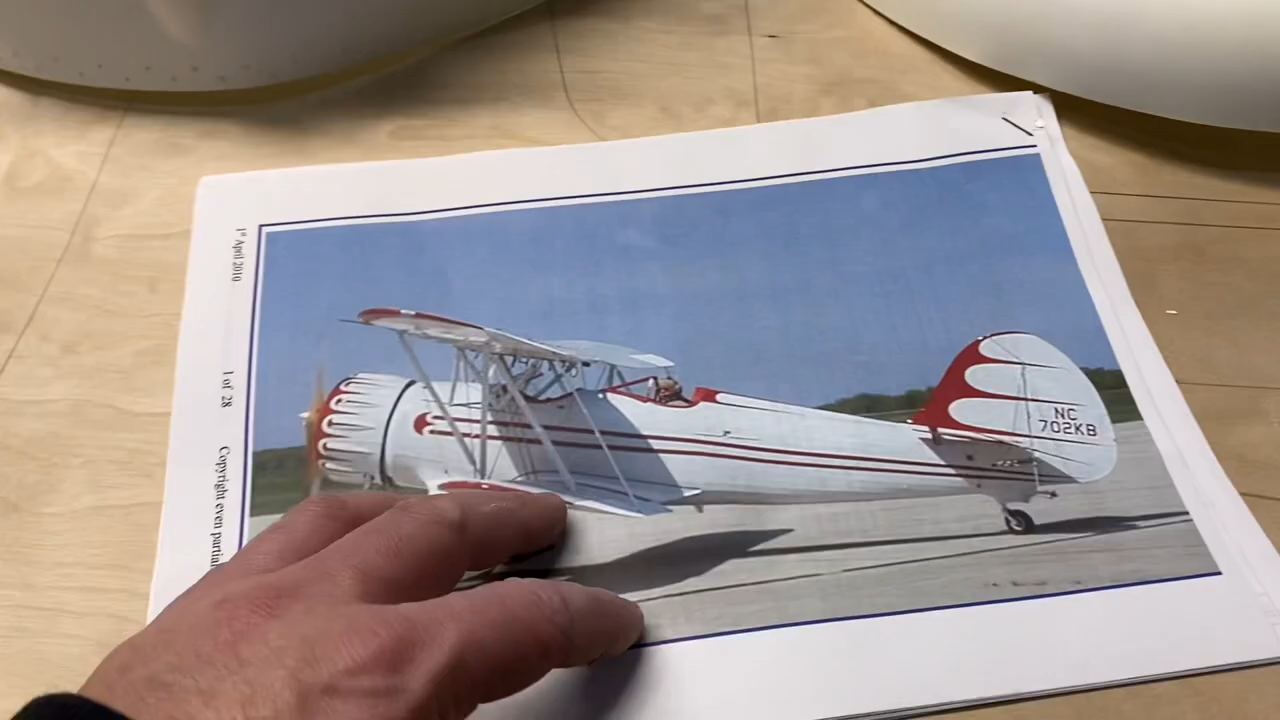 1st April 2010
1 of 28
Copyright even partial
NC
702KB